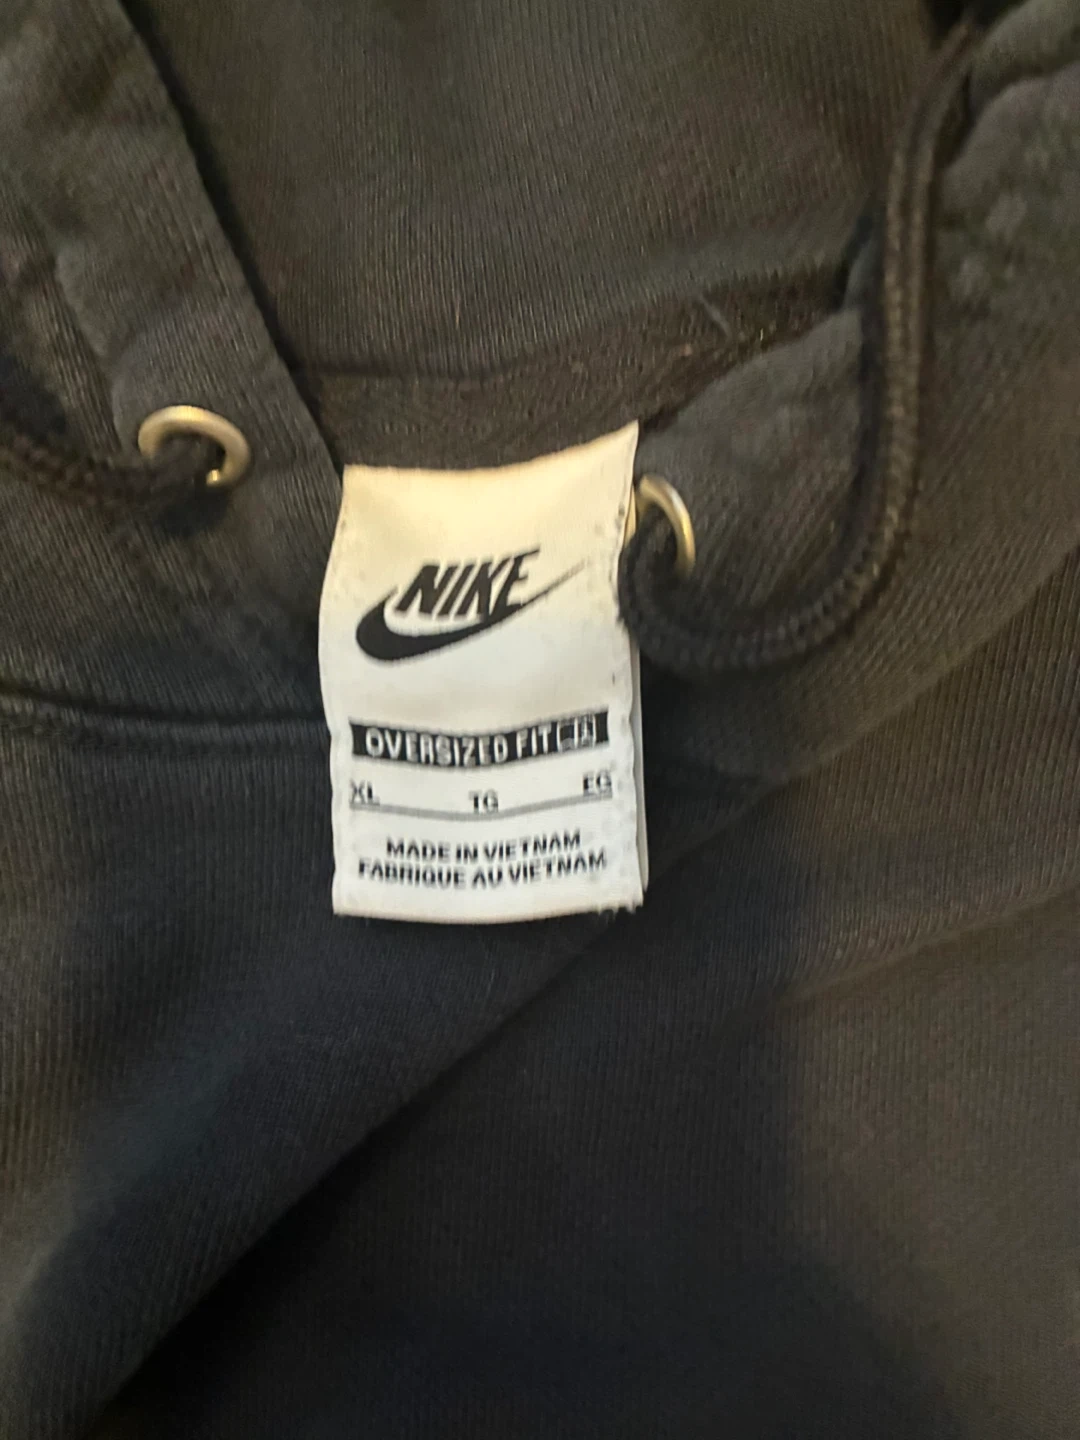 NIKE
OVERSIZED FIT
XL TG EG
MADE IN VIETNAM
FABRIQUE AU VIETNAM